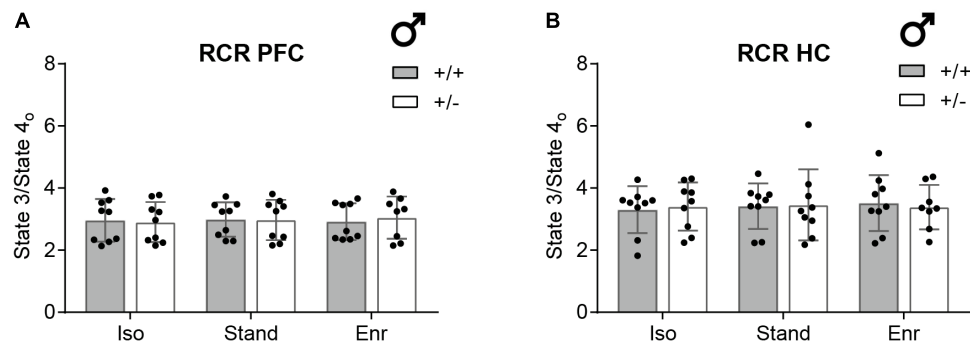 A
RCR PFC
+/+
+/-
State 3/State 4o
8
6
4
2
0
Iso Stand Enr
B
RCR HC
+/+
+/-
State 3/State 4o
8
6
4
2
0
Iso Stand Enr